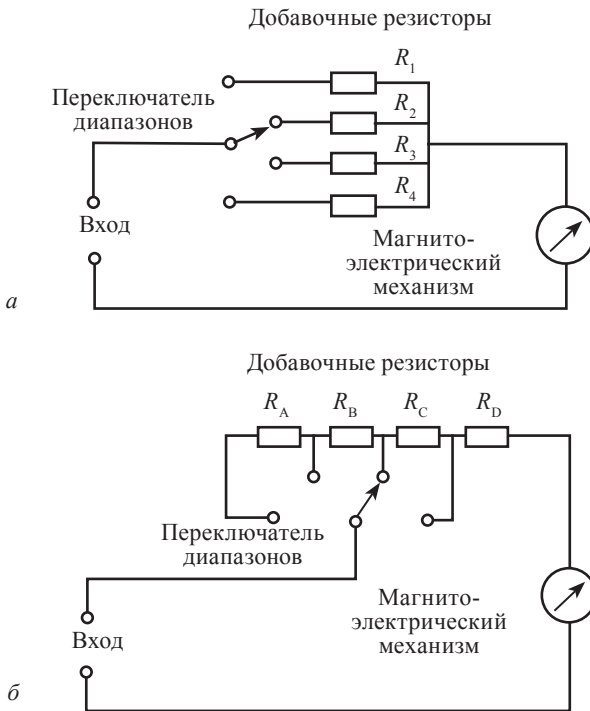 Добавочные резисторы
R1
Переключатель
диапазонов
R2
R3
R4
Вход
Магнито-
электрический
механизм
а
Добавочные резисторы
RA RB RC RD
Переключатель
диапазонов
Магнито-
электрический
механизм
Вход
б